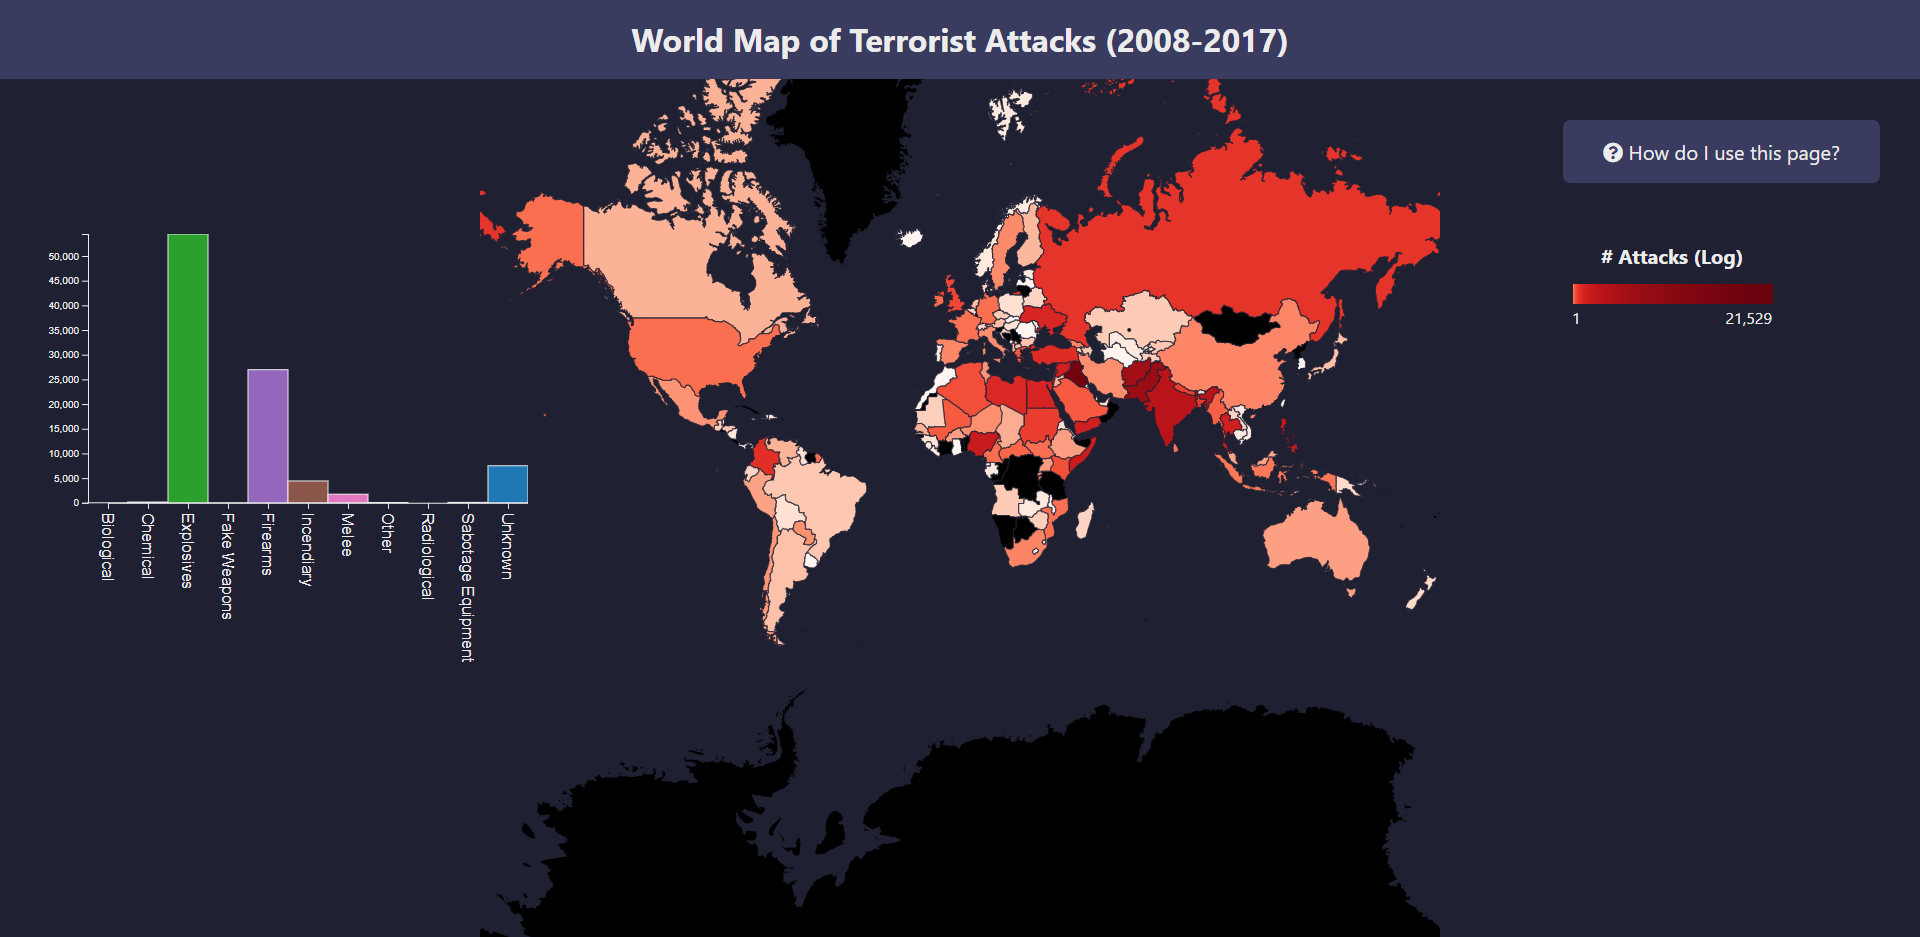 World Map of Terrorist Attacks (2008-2017)
How do I use this page?
# Attacks (Log)
1 21,529
50,000
45,000
40,000
35,000
30,000
25,000
20,000
15,000
10,000
5,000
0
Biological
Chemical
Explosives
Fake Weapons
Firearms
Incendiary
Melee
Other
Radiological
Sabotage Equipment
Unknown